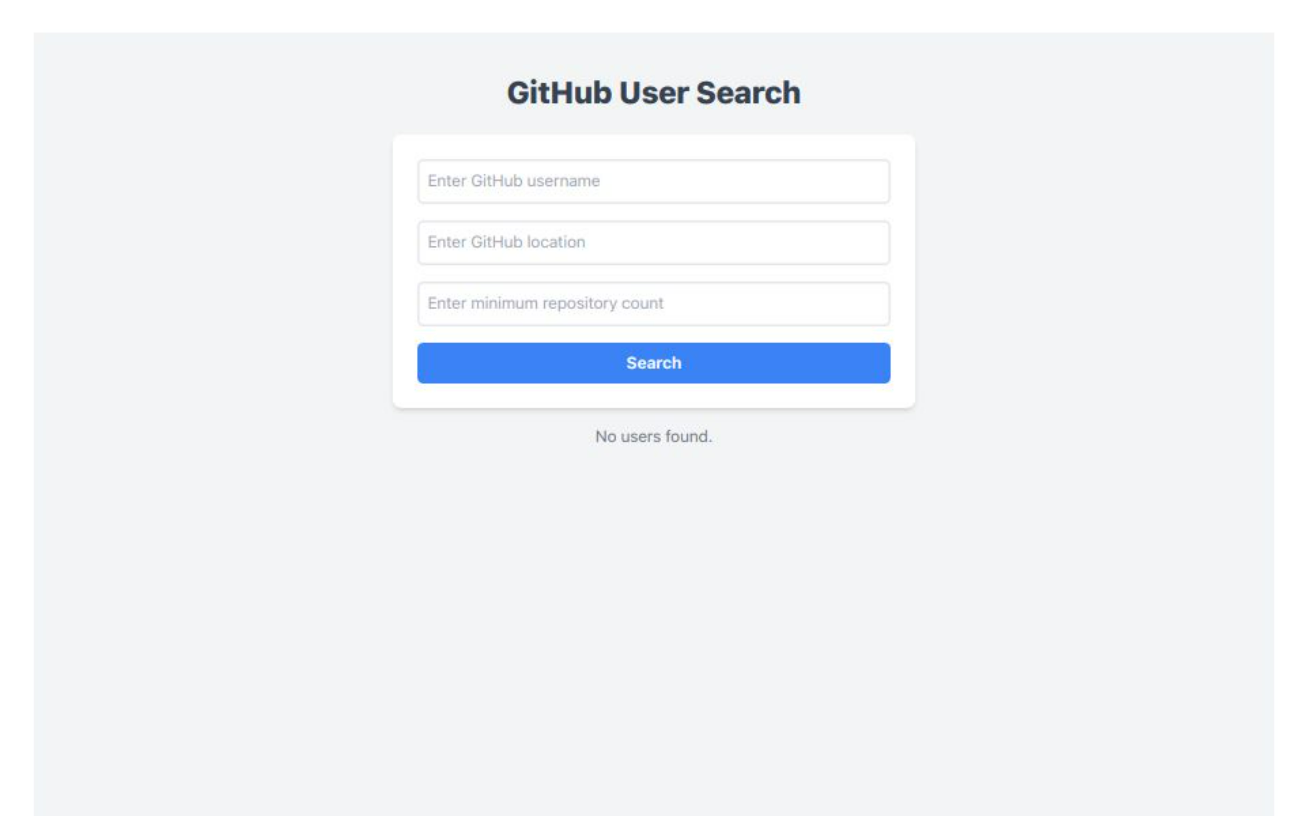 GitHub User Search
Enter GitHub username
Enter GitHub location
Enter minimum repository count
Search
No users found.